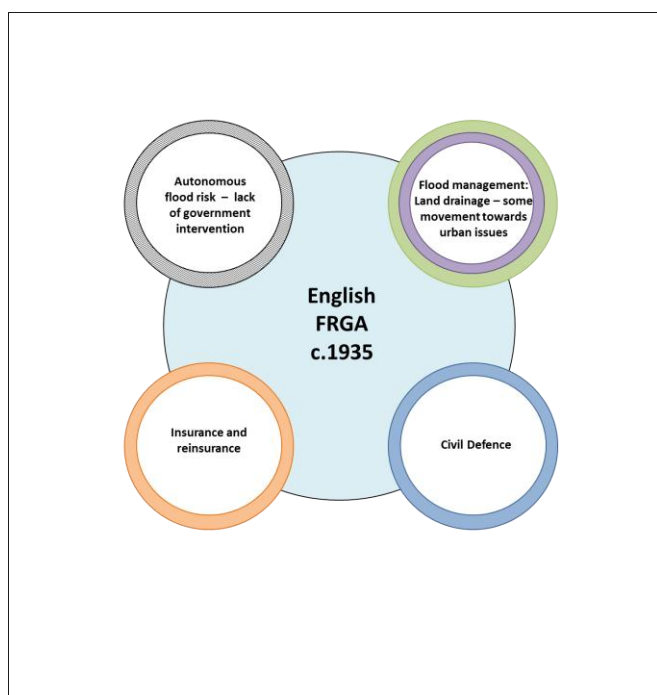 Autonomous
flood risk – lack
of government
intervention
Flood management:
Land drainage – some
movement towards
urban issues
English
FRGA
c.1935
Insurance and
reinsurance
Civil Defence